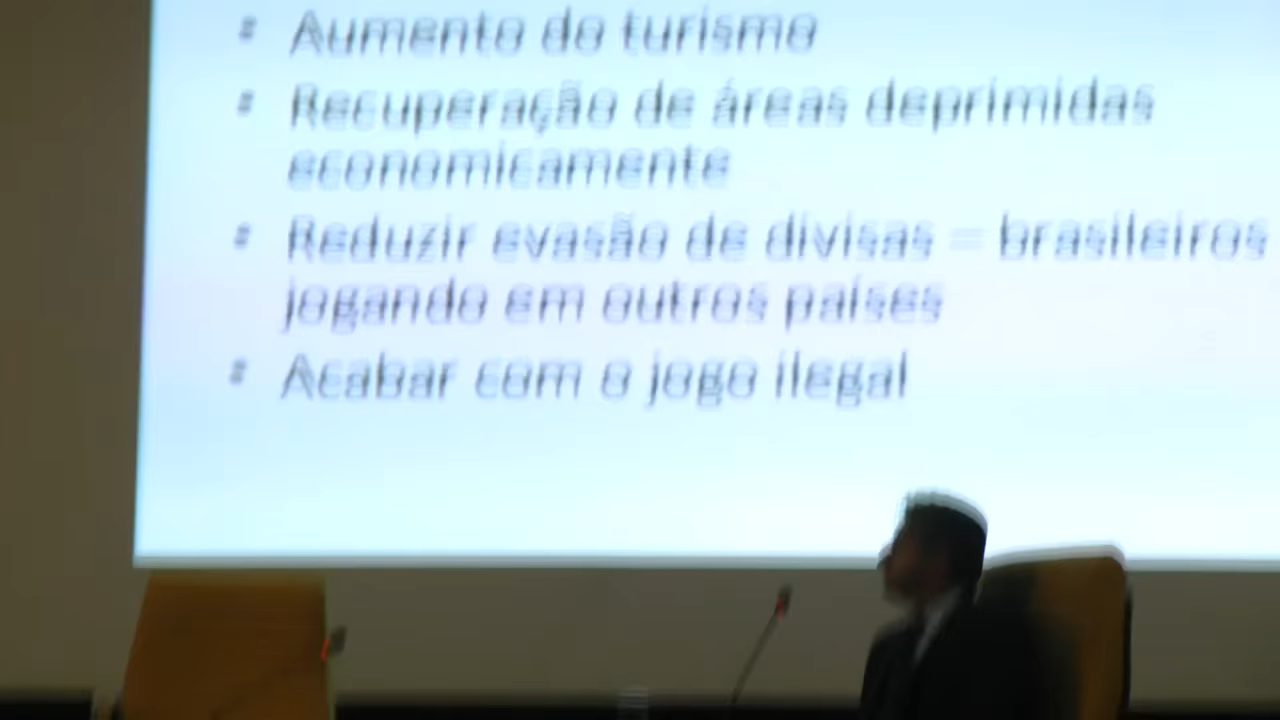 Aumento do turismo
Recuperação de áreas deprimidas
economicamente
Reduzir evasão de divisas = brasileiros
jogando em outros países
Acabar com o jogo ilegal